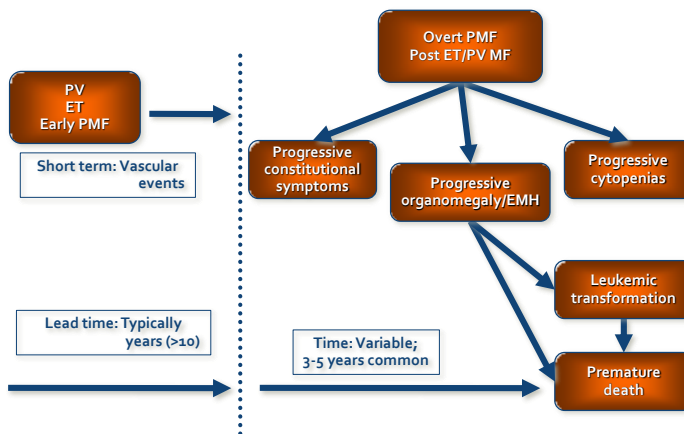 PV
ET
Early PMF
Short term: Vascular
events
Lead time: Typically
years (>10)
Overt PMF
Post ET/PV MF
Progressive
constitutional
symptoms
Progressive
organomegaly/EMH
Progressive
cytopenias
Leukemic
transformation
Time: Variable;
3-5 years common
Premature
death